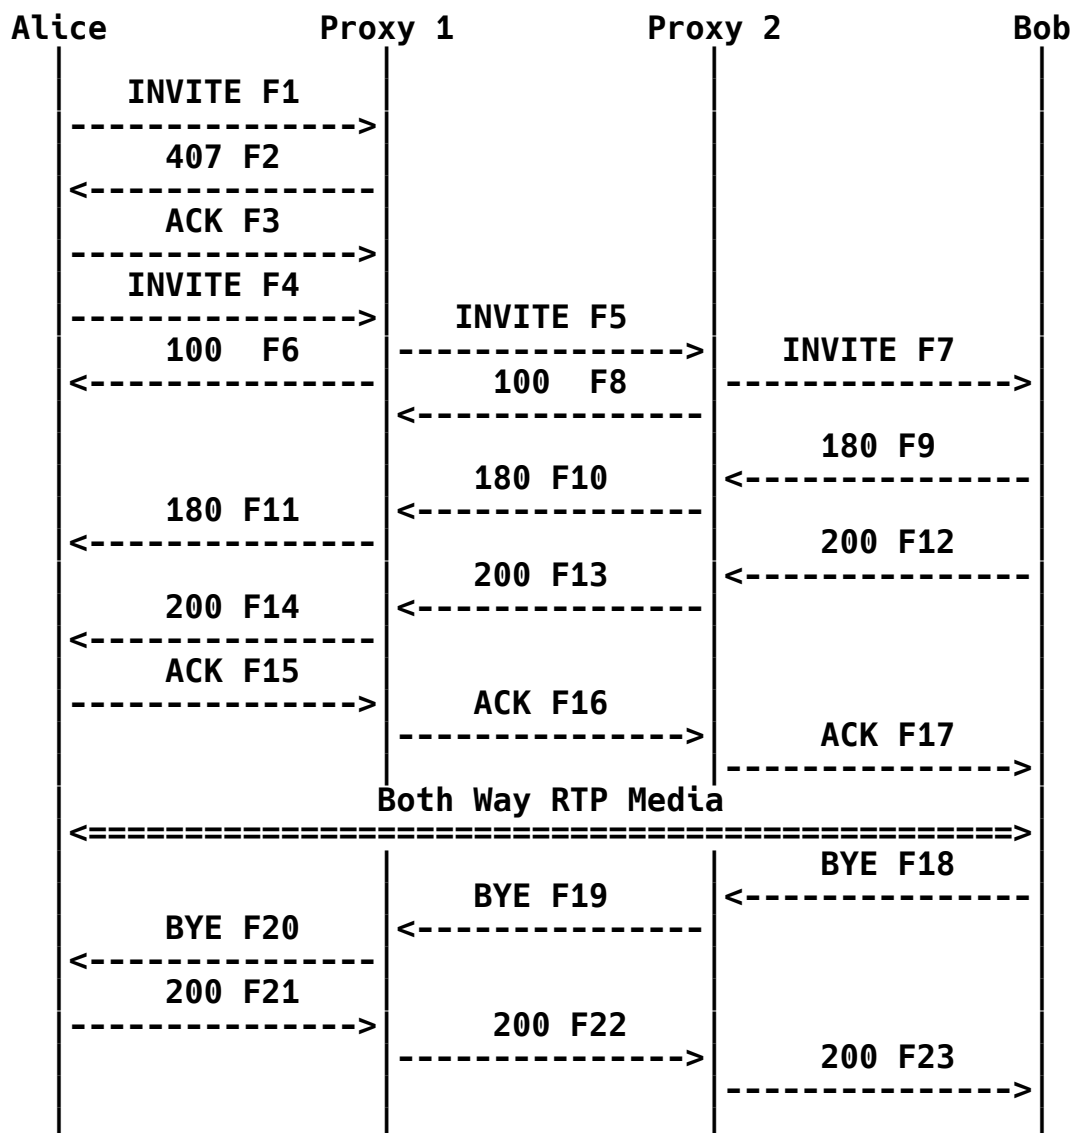 Alice Proxy 1 Proxy 2 Bob
INVITE F1
407 F2
ACK F3
INVITE F4
INVITE F5
100  F6 INVITE F7
100  F8
180 F9
180 F10
180 F11
200 F12
200 F13
200 F14
ACK F15
ACK F16
ACK F17
Both Way RTP Media
BYE F18
BYE F19
BYE F20
200 F21
200 F22
200 F23